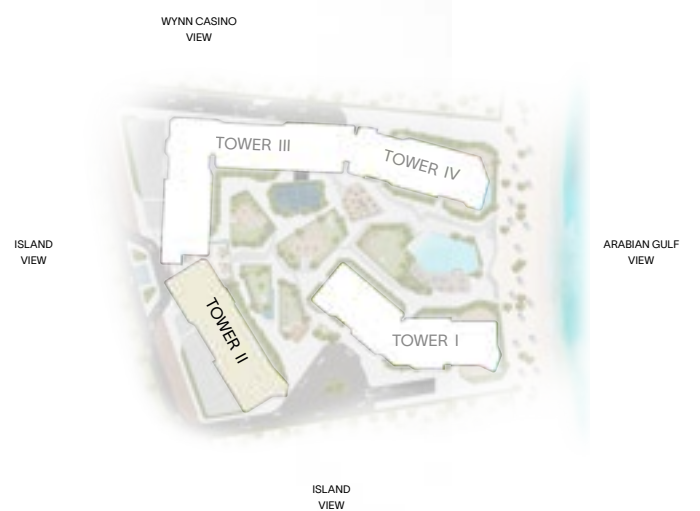 WYNN CASINO
VIEW
TOWER III
TOWER IV
ISLAND
VIEW
ARABIAN GULF
VIEW
TOWER II
TOWER I
ISLAND
VIEW